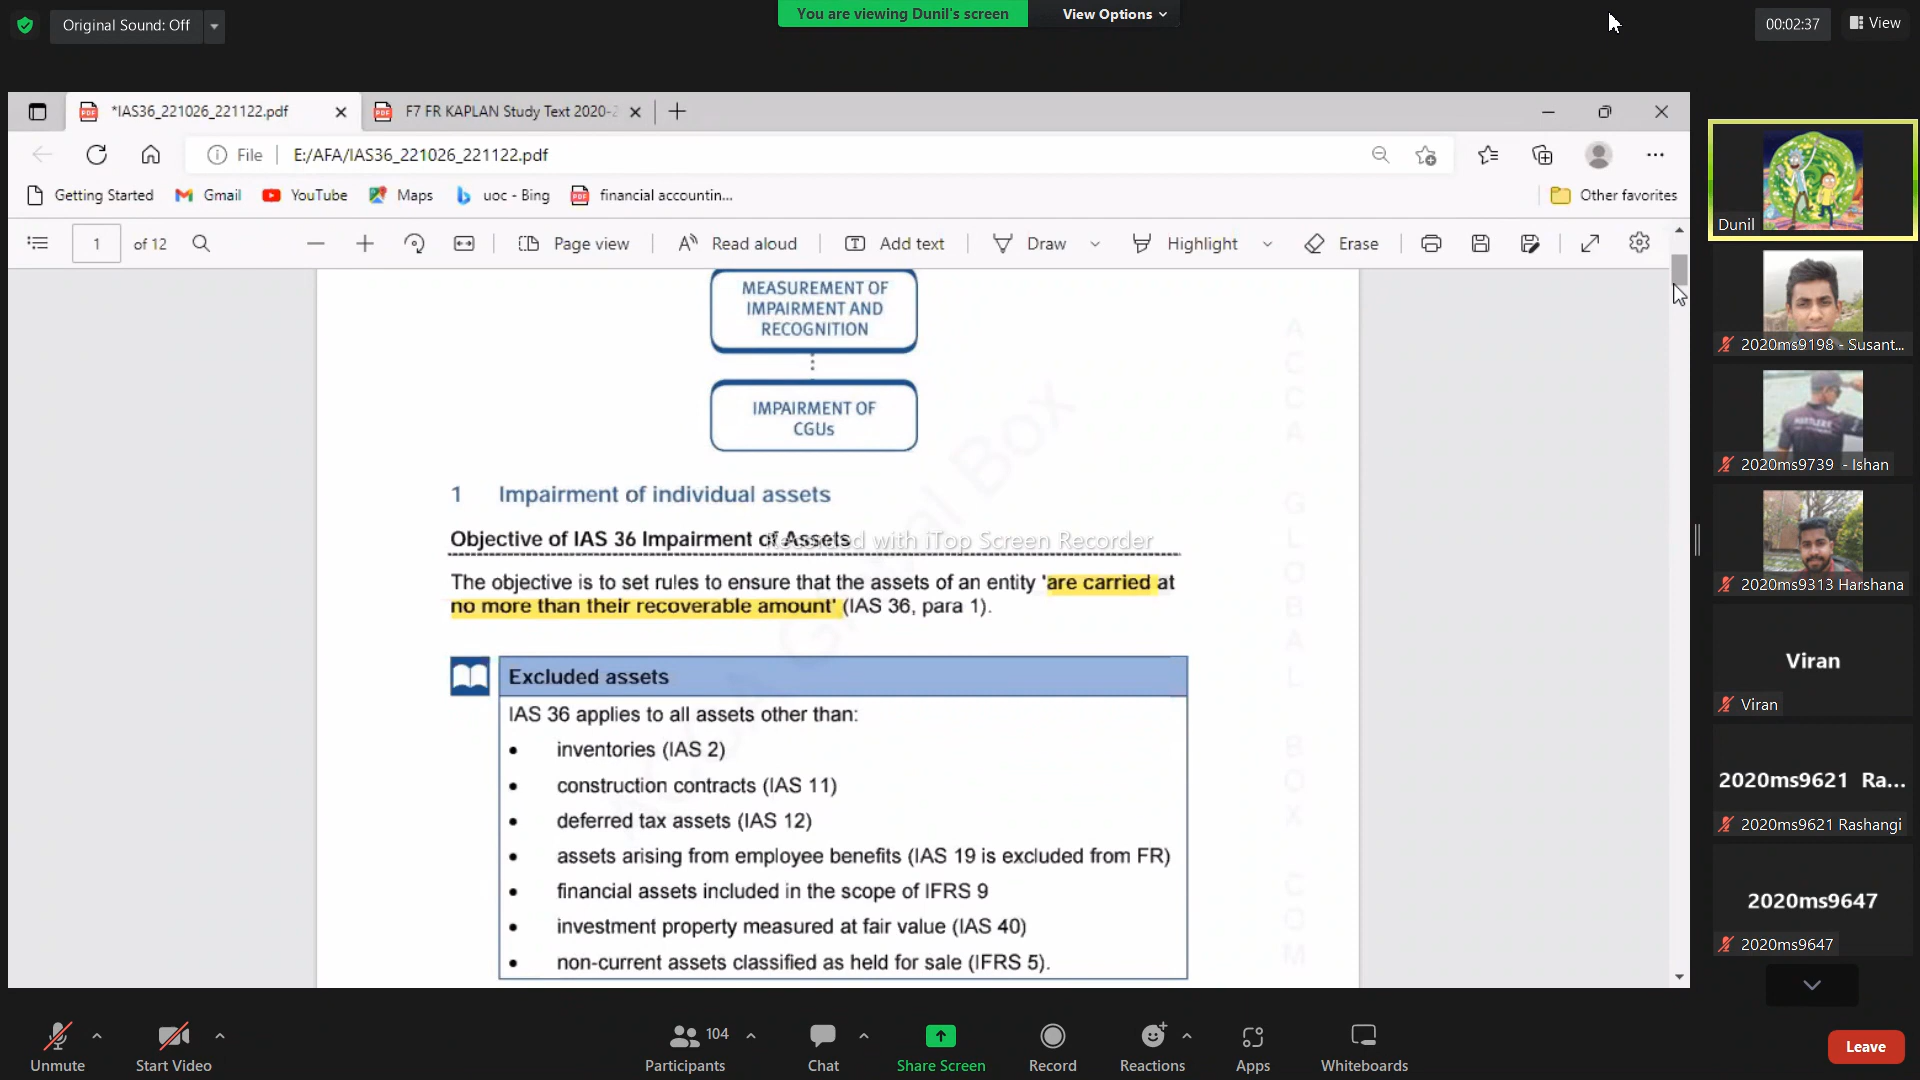 Original Sound: Off
You are viewing Dunil's screen
View Options
00:02:37
View
*IAS36_221026_221122.pdf
F7 FR KAPLAN Study Text 2020-
File
E:/AFA/IAS36_221026_221122.pdf
Getting Started
Gmail
YouTube
Maps
uoc - Bing
financial accountin...
Other favorites
1
of 12
Page view
Read aloud
Add text
Draw
Highlight
Erase
MEASUREMENT OF
IMPAIRMENT AND
RECOGNITION
IMPAIRMENT OF
CGUs
1 Impairment of individual assets
Objective of IAS 36 Impairment of Assets
Recorded with iTop Screen Recorder
The objective is to set rules to ensure that the assets of an entity 'are carried at
no more than their recoverable amount' (IAS 36, para 1).
Excluded assets
IAS 36 applies to all assets other than:
• inventories (IAS 2)
• construction contracts (IAS 11)
• deferred tax assets (IAS 12)
• assets arising from employee benefits (IAS 19 is excluded from FR)
• financial assets included in the scope of IFRS 9
• investment property measured at fair value (IAS 40)
• non-current assets classified as held for sale (IFRS 5).
ACCA GLOBAL BOX
ACCA GLOBAL BOX.COM
Dunil
2020ms9198 - Susant...
2020ms9739 - Ishan
2020ms9313 Harshana
Viran
Viran
2020ms9621 Ra...
2020ms9621 Rashangi
2020ms9647
2020ms9647
Unmute
Start Video
104
Participants
Chat
Share Screen
Record
Reactions
Apps
Whiteboards
Leave